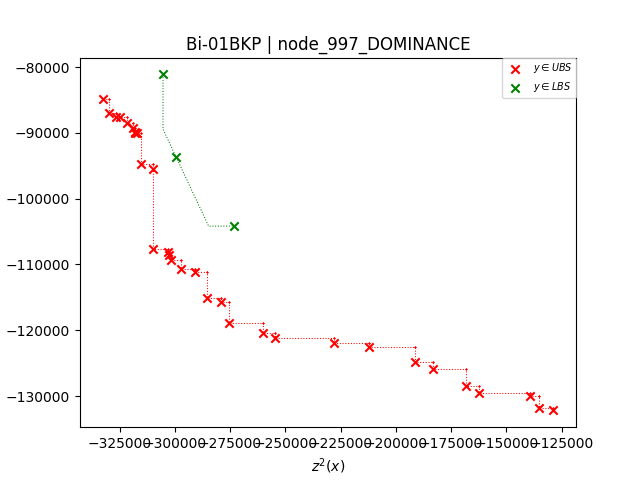 Bi-01BKP | node_997_DOMINANCE
y ∈ UBS
y ∈ LBS
−80000
−90000
−100000
−110000
−120000
−130000
−325000 −300000 −275000 −250000 −225000 −200000 −175000 −150000 −125000
z²(x)